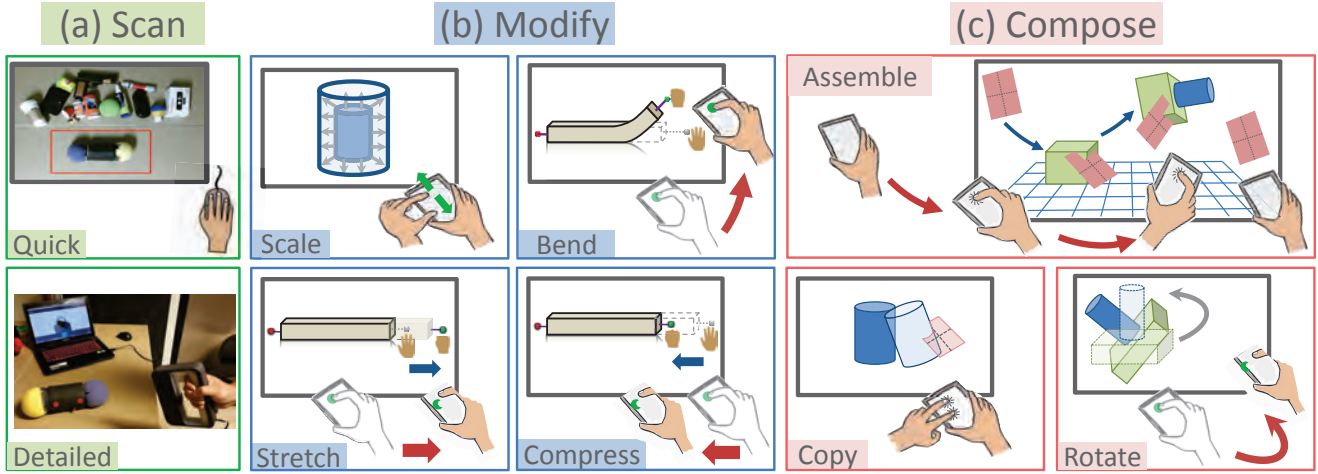 (a) Scan
(b) Modify
(c) Compose
Quick
Scale
Bend
Assemble
Detailed
Stretch
Compress
Copy
Rotate